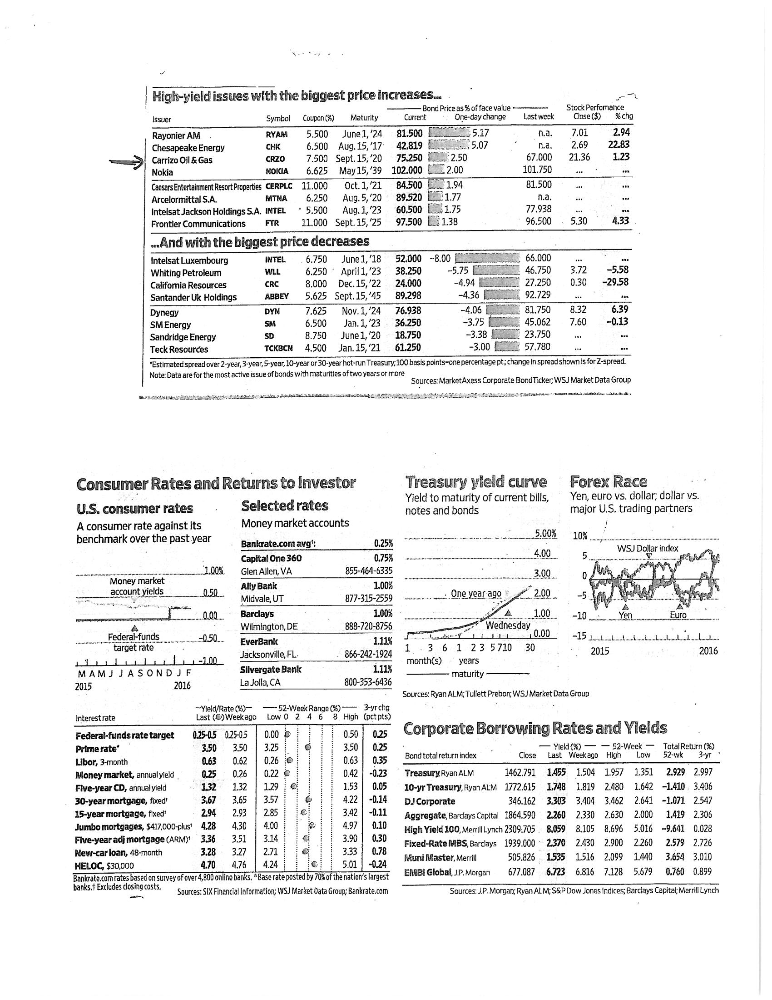 High-yield issues with the biggest price increases...
Bond Price as % of face value Stock Perfomance
Issuer Symbol Coupon (%) Maturity Current One-day change Last week Close ($) % chg
Rayonier AM RYAM 5.500 June 1, '24 81.500 5.17 n.a. 7.01 2.94
Chesapeake Energy CHK 6.500 Aug. 15, '17 42.819 5.07 n.a. 2.69 22.83
Carrizo Oil & Gas CRZO 7.500 Sept. 15, '20 75.250 2.50 67.000 21.36 1.23
Nokia NOKIA 6.625 May 15, '39 102.000 2.00 101.750 ... ...
Caesars Entertainment Resort Properties CERPLC 11.000 Oct. 1, '21 84.500 1.94 81.500 ... ...
Arcelormittal S.A. MTNA 6.250 Aug. 5, '20 89.520 1.77 n.a. ... ...
Intelsat Jackson Holdings S.A. INTEL 5.500 Aug. 1, '23 60.500 1.75 77.938 ... ...
Frontier Communications FTR 11.000 Sept. 15, '25 97.500 1.38 96.500 5.30 4.33
...And with the biggest price decreases
Intelsat Luxembourg INTEL 6.750 June 1, '18 52.000 -8.00 66.000 ... ...
Whiting Petroleum WLL 6.250 April 1, '23 38.250 -5.75 46.750 3.72 -5.58
California Resources CRC 8.000 Dec. 15, '22 24.000 -4.94 27.250 0.30 -29.58
Santander Uk Holdings ABBEY 5.625 Sept. 15, '45 89.298 -4.36 92.729 ... ...
Dynegy DYN 7.625 Nov. 1, '24 76.938 -4.06 81.750 8.32 6.39
SM Energy SM 6.500 Jan. 1, '23 36.250 -3.75 45.062 7.60 -0.13
Sandridge Energy SD 8.750 June 1, '20 18.750 -3.38 23.750 ... ...
Teck Resources TCKBCN 4.500 Jan. 15, '21 61.250 -3.00 57.780 ... ...
*Estimated spread over 2-year, 3-year, 5-year, 10-year or 30-year hot-run Treasury; 100 basis points=one percentage pt.; change in spread shown is for Z-spread.
Note: Data are for the most active issue of bonds with maturities of two years or more
Sources: MarketAxess Corporate BondTicker; WSJ Market Data Group
Consumer Rates and Returns to Investor
U.S. consumer rates
A consumer rate against its
benchmark over the past year
1.00%
Money market
account yields 0.50
0.00
Federal-funds -0.50
target rate
-1.00
M A M J J A S O N D J F
2015 2016
Selected rates
Money market accounts
Bankrate.com avg†: 0.25%
Capital One 360 0.75%
Glen Allen, VA 855-464-6335
Ally Bank 1.00%
Midvale, UT 877-315-2559
Barclays 1.00%
Wilmington, DE 888-720-8756
EverBank 1.11%
Jacksonville, FL 866-242-1924
Silvergate Bank 1.11%
La Jolla, CA 800-353-6436
Yield/Rate (%) 52-Week Range (%) 3-yr chg
Interest rate Last (●) Week ago Low 0 2 4 6 8 High (pct pts)
Federal-funds rate target 0.25-0.5 0.25-0.5 0.00 0.50 0.25
Prime rate* 3.50 3.50 3.25 3.50 0.25
Libor, 3-month 0.63 0.62 0.26 0.63 0.35
Money market, annual yield 0.25 0.26 0.22 0.42 -0.23
Five-year CD, annual yield 1.32 1.32 1.29 1.53 0.05
30-year mortgage, fixed† 3.67 3.65 3.57 4.22 -0.14
15-year mortgage, fixed† 2.94 2.93 2.85 3.42 -0.11
Jumbo mortgages, $417,000-plus† 4.28 4.30 4.00 4.97 0.10
Five-year adj mortgage (ARM)† 3.36 3.51 3.14 3.90 0.30
New-car loan, 48-month 3.28 3.27 2.71 3.33 0.78
HELOC, $30,000 4.70 4.76 4.24 5.01 -0.24
Bankrate.com rates based on survey of over 4,800 online banks. *Base rate posted by 70% of the nation's largest
banks.† Excludes closing costs.
Sources: SIX Financial Information; WSJ Market Data Group; Bankrate.com
Treasury yield curve
Yield to maturity of current bills,
notes and bonds
5.00%
4.00
3.00
One year ago 2.00
1.00
Wednesday
0.00
1 3 6 1 2 3 5 7 10 30
month(s) years
maturity
Forex Race
Yen, euro vs. dollar; dollar vs.
major U.S. trading partners
10%
WSJ Dollar index
5
0
-5
-10 Yen Euro
-15
2015 2016
Sources: Ryan ALM; Tullett Prebon; WSJ Market Data Group
Corporate Borrowing Rates and Yields
Yield (%) 52-Week Total Return (%)
Bond total return index Close Last Week ago High Low 52-wk 3-yr
Treasury, Ryan ALM 1462.791 1.455 1.504 1.957 1.351 2.929 2.997
10-yr Treasury, Ryan ALM 1772.615 1.748 1.819 2.480 1.642 -1.410 3.406
DJ Corporate 346.162 3.303 3.404 3.462 2.641 -1.071 2.547
Aggregate, Barclays Capital 1864.590 2.260 2.330 2.630 2.000 1.419 2.306
High Yield 100, Merrill Lynch 2309.705 8.059 8.105 8.696 5.016 -9.641 0.028
Fixed-Rate MBS, Barclays 1939.000 2.370 2.430 2.900 2.260 2.579 2.726
Muni Master, Merrill 505.826 1.535 1.516 2.099 1.440 3.654 3.010
EMBI Global, J.P. Morgan 677.087 6.723 6.816 7.128 5.679 0.760 0.899
Sources: J.P. Morgan; Ryan ALM; S&P Dow Jones Indices; Barclays Capital; Merrill Lynch